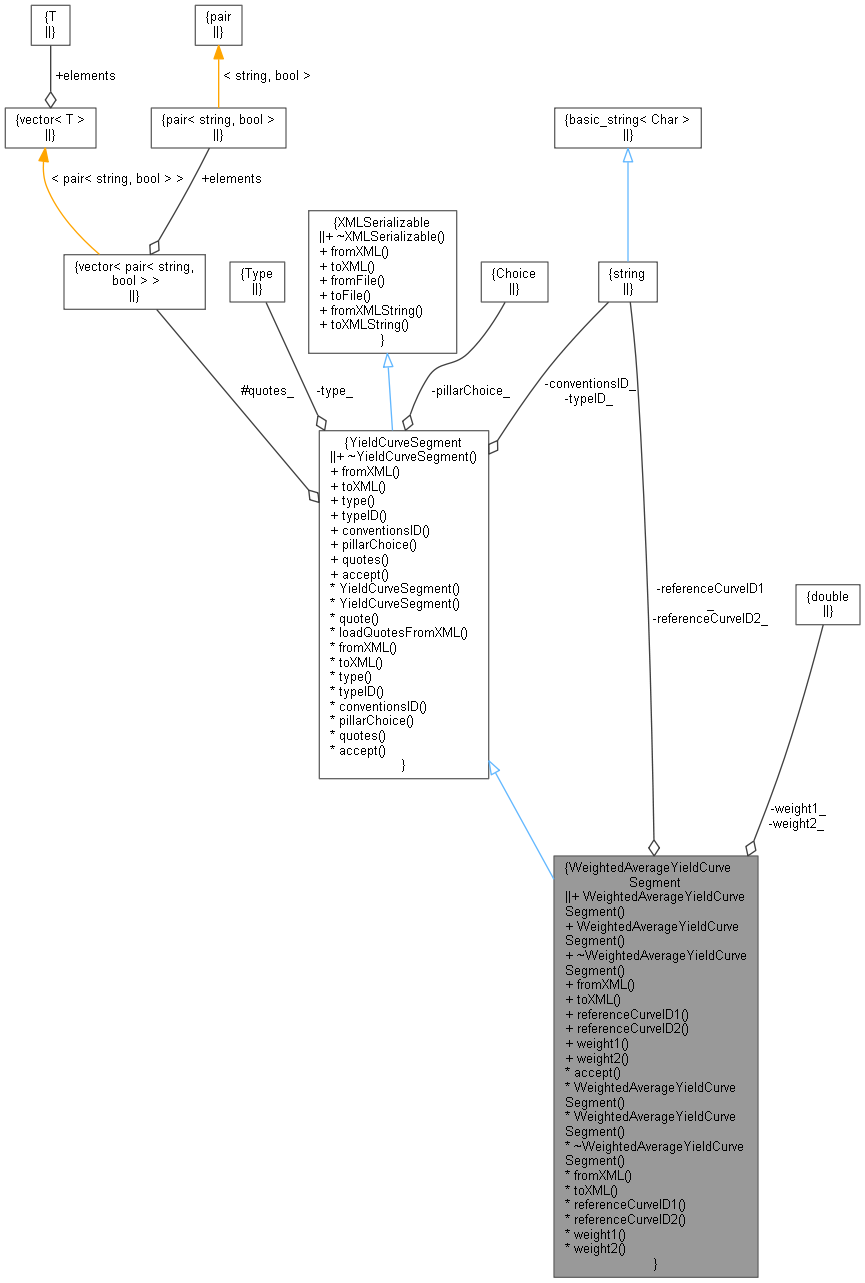 {T
||}
{pair
||}
+elements
< string, bool >
{vector< T >
||}
{pair< string, bool >
||}
{basic_string< Char >
||}
< pair< string, bool > >
+elements
{vector< pair< string,
bool > >
||}
{Type
||}
{XMLSerializable
||+ ~XMLSerializable()
+ fromXML()
+ toXML()
+ fromFile()
+ toFile()
+ fromXMLString()
+ toXMLString()
}
{Choice
||}
{string
||}
#quotes_
-type_
-pillarChoice_
-conventionsID_
-typeID_
{YieldCurveSegment
||+ ~YieldCurveSegment()
+ fromXML()
+ toXML()
+ type()
+ typeID()
+ conventionsID()
+ pillarChoice()
+ quotes()
+ accept()
* YieldCurveSegment()
* YieldCurveSegment()
* quote()
* loadQuotesFromXML()
* fromXML()
* toXML()
* type()
* typeID()
* conventionsID()
* pillarChoice()
* quotes()
* accept()
}
-referenceCurveID1
_
-referenceCurveID2_
{double
||}
-weight1_
-weight2_
{WeightedAverageYieldCurve
Segment
||+ WeightedAverageYieldCurve
Segment()
+ WeightedAverageYieldCurve
Segment()
+ ~WeightedAverageYieldCurve
Segment()
+ fromXML()
+ toXML()
+ referenceCurveID1()
+ referenceCurveID2()
+ weight1()
+ weight2()
* accept()
* WeightedAverageYieldCurve
Segment()
* WeightedAverageYieldCurve
Segment()
* ~WeightedAverageYieldCurve
Segment()
* fromXML()
* toXML()
* referenceCurveID1()
* referenceCurveID2()
* weight1()
* weight2()
}